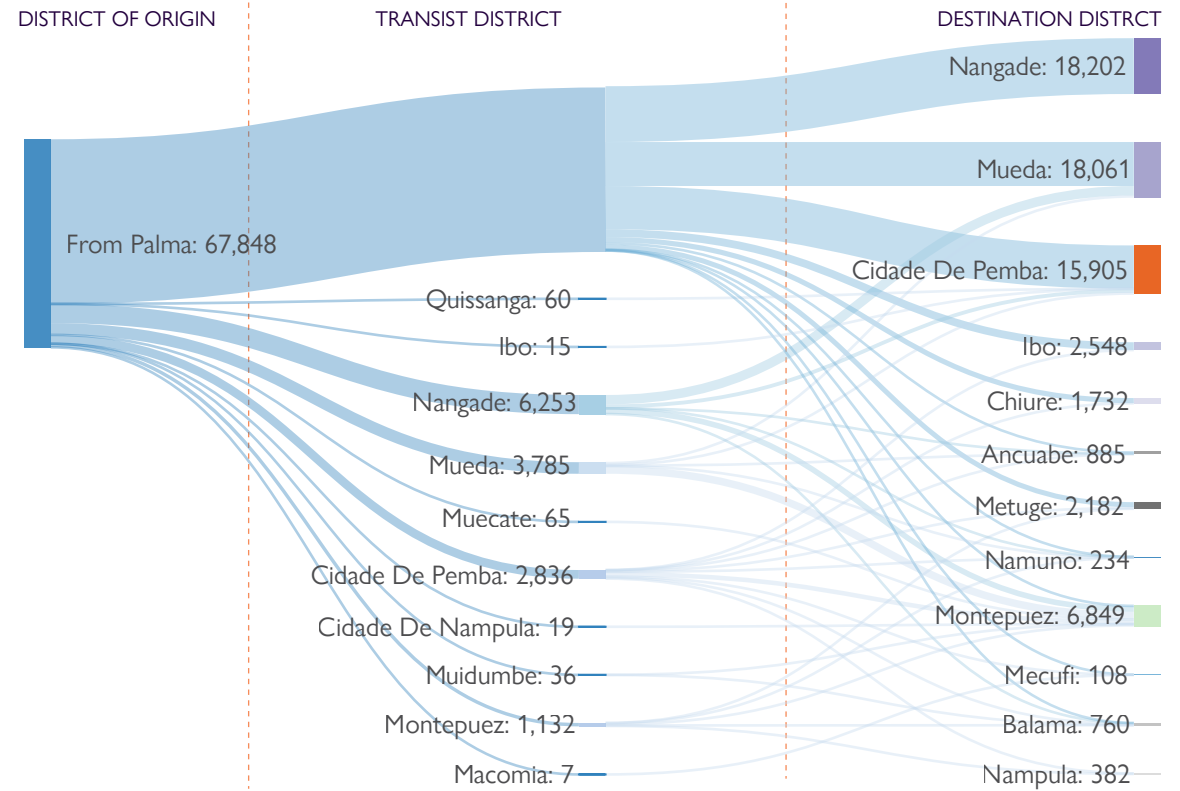 DISTRICT OF ORIGIN
TRANSIST DISTRICT
DESTINATION DISTRCT
From Palma: 67,848
Quissanga: 60
Ibo: 15
Nangade: 6,253
Mueda: 3,785
Muecate: 65
Cidade De Pemba: 2,836
Cidade De Nampula: 19
Muidumbe: 36
Montepuez: 1,132
Macomia: 7
Nangade: 18,202
Mueda: 18,061
Cidade De Pemba: 15,905
Ibo: 2,548
Chiure: 1,732
Ancuabe: 885
Metuge: 2,182
Namuno: 234
Montepuez: 6,849
Mecufi: 108
Balama: 760
Nampula: 382